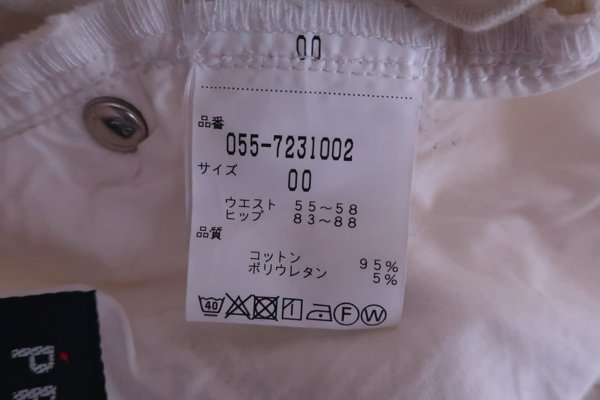 00
品番
055-7231002
サイズ
00
ウエスト 55~58
ヒップ 83~88
品質
コットン 95%
ポリウレタン 5%
40 F W
P